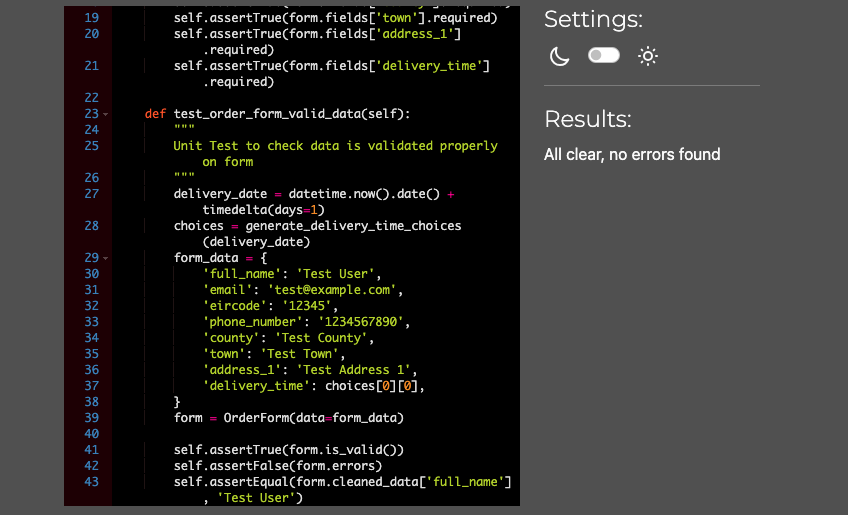 19 self.assertTrue(form.fields['town'].required)
20 self.assertTrue(form.fields['address_1']
.required)
21 self.assertTrue(form.fields['delivery_time']
.required)
22
23 def test_order_form_valid_data(self):
24 """
25 Unit Test to check data is validated properly
on form
26 """
27 delivery_date = datetime.now().date() +
timedelta(days=1)
28 choices = generate_delivery_time_choices
(delivery_date)
29 form_data = {
30 'full_name': 'Test User',
31 'email': 'test@example.com',
32 'eircode': '12345',
33 'phone_number': '1234567890',
34 'county': 'Test County',
35 'town': 'Test Town',
36 'address_1': 'Test Address 1',
37 'delivery_time': choices[0][0],
38 }
39 form = OrderForm(data=form_data)
40
41 self.assertTrue(form.is_valid())
42 self.assertFalse(form.errors)
43 self.assertEqual(form.cleaned_data['full_name']
, 'Test User')
Settings:
Results:
All clear, no errors found